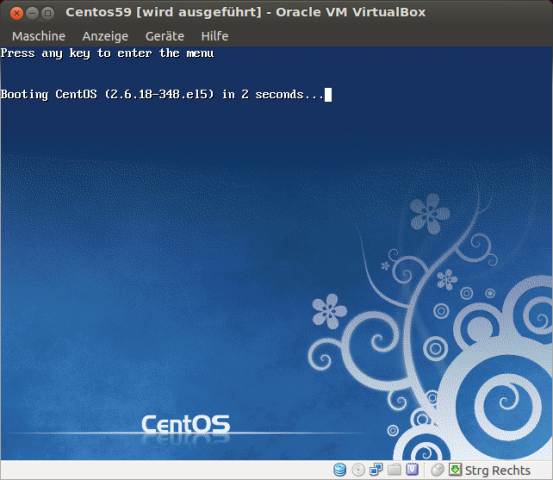 Centos59 [wird ausgeführt] - Oracle VM VirtualBox
Maschine Anzeige Geräte Hilfe
Press any key to enter the menu
Booting CentOS (2.6.18-348.el5) in 2 seconds...
CentOS
Strg Rechts